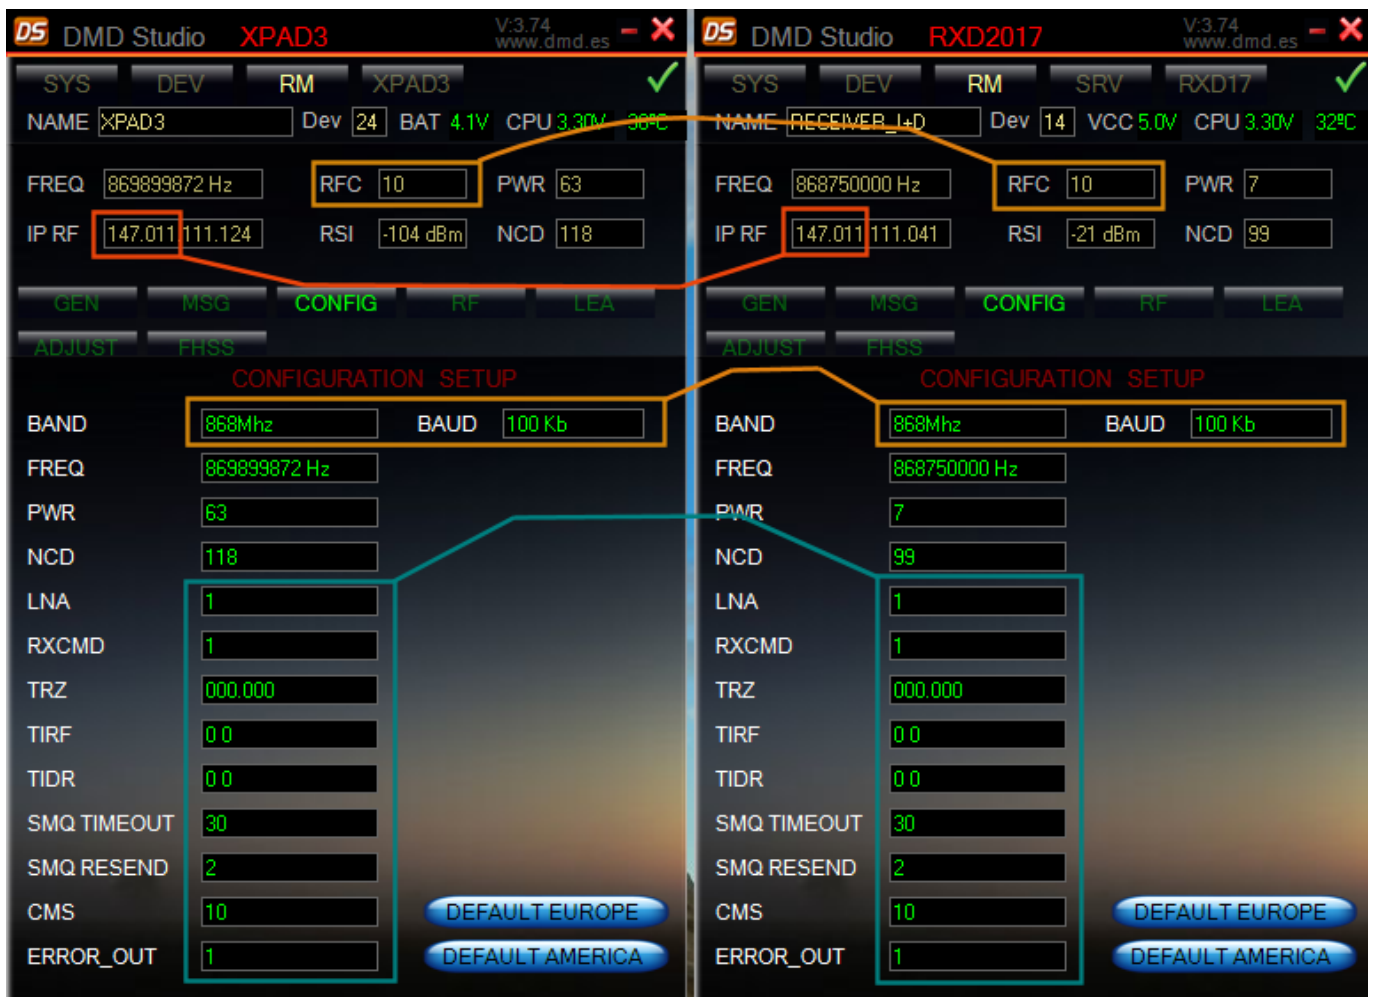 DS DMD Studio XPAD3 V:3.74
www.dmd.es
SYS DEV RM XPAD3
NAME XPAD3 Dev 24 BAT 4.1V CPU 3.30V 30ºC
FREQ 869899872 Hz RFC 10 PWR 63
IP RF 147.011.111.124 RSI -104 dBm NCD 118
GEN MSG CONFIG RF LEA
ADJUST FHSS
CONFIGURATION SETUP
BAND 868Mhz BAUD 100 Kb
FREQ 869899872 Hz
PWR 63
NCD 118
LNA 1
RXCMD 1
TRZ 000.000
TIRF 0 0
TIDR 0 0
SMQ TIMEOUT 30
SMQ RESEND 2
CMS 10 DEFAULT EUROPE
ERROR_OUT 1 DEFAULT AMERICA
DS DMD Studio RXD2017 V:3.74
www.dmd.es
SYS DEV RM SRV RXD17
NAME RECEIVER_I+D Dev 14 VCC 5.0V CPU 3.30V 32ºC
FREQ 868750000 Hz RFC 10 PWR 7
IP RF 147.011.111.041 RSI -21 dBm NCD 99
GEN MSG CONFIG RF LEA
ADJUST FHSS
CONFIGURATION SETUP
BAND 868Mhz BAUD 100 Kb
FREQ 868750000 Hz
PWR 7
NCD 99
LNA 1
RXCMD 1
TRZ 000.000
TIRF 0 0
TIDR 0 0
SMQ TIMEOUT 30
SMQ RESEND 2
CMS 10 DEFAULT EUROPE
ERROR_OUT 1 DEFAULT AMERICA